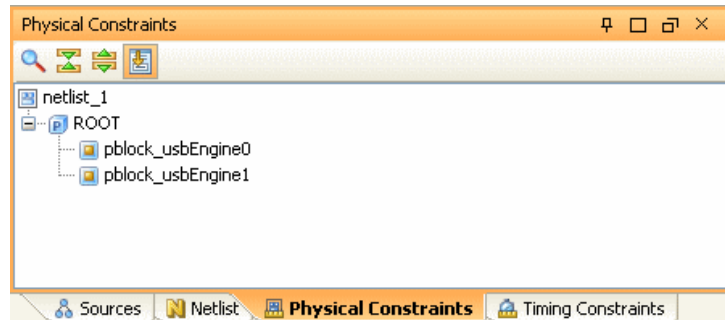 Physical Constraints
netlist_1
ROOT
pblock_usbEngine0
pblock_usbEngine1
Sources Netlist Physical Constraints Timing Constraints